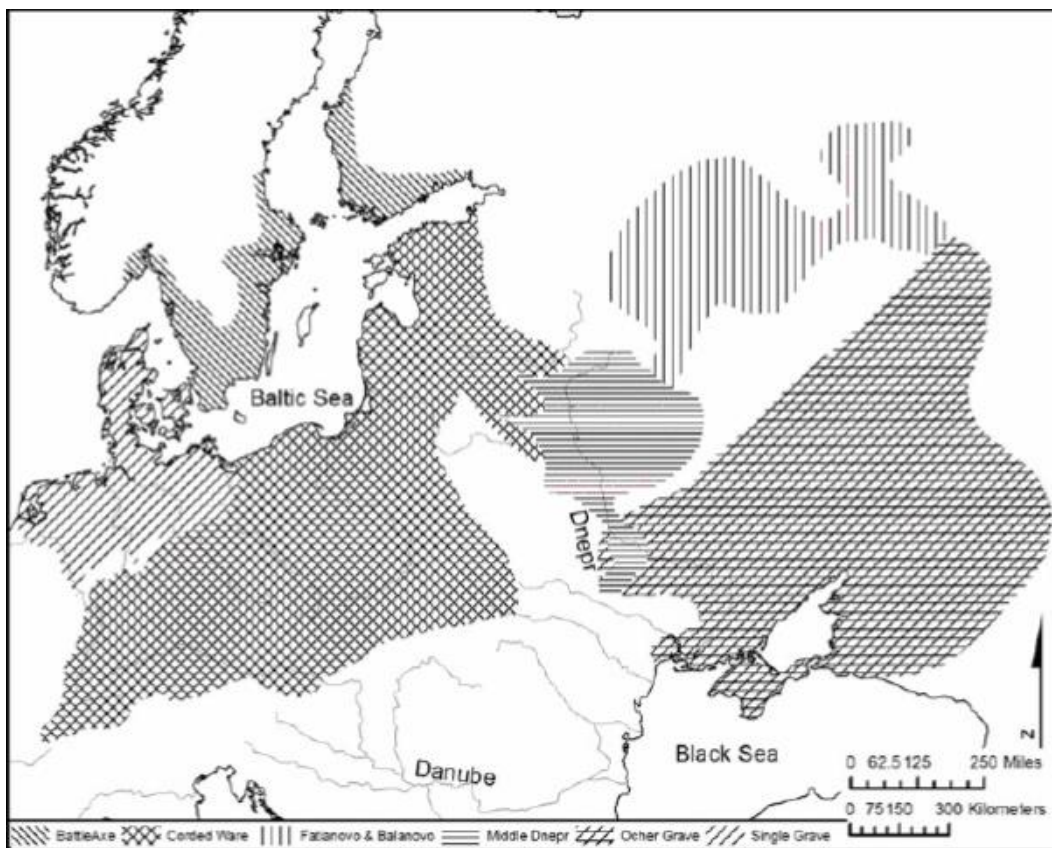 Baltic Sea
Dnepr
Black Sea
Danube
N
0 62.5 125 250 Miles
0 75 150 300 Kilometers
BattleAxe Corded Ware Fatanovo & Balanovo Middle Dnepr Ocher Grave Single Grave